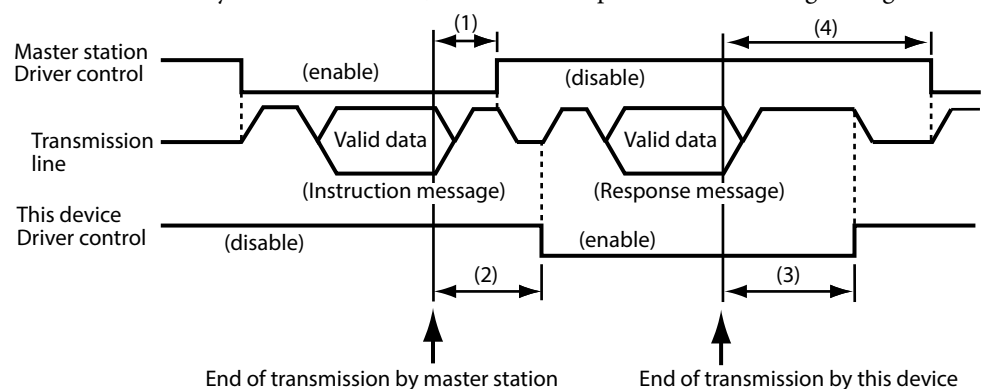 (1)
(4)
Master station
Driver control
(enable)
(disable)
Transmission
line
Valid data
Valid data
(Instruction message)
(Response message)
This device
Driver control
(disable)
(enable)
(2)
(3)
End of transmission by master station
End of transmission by this device